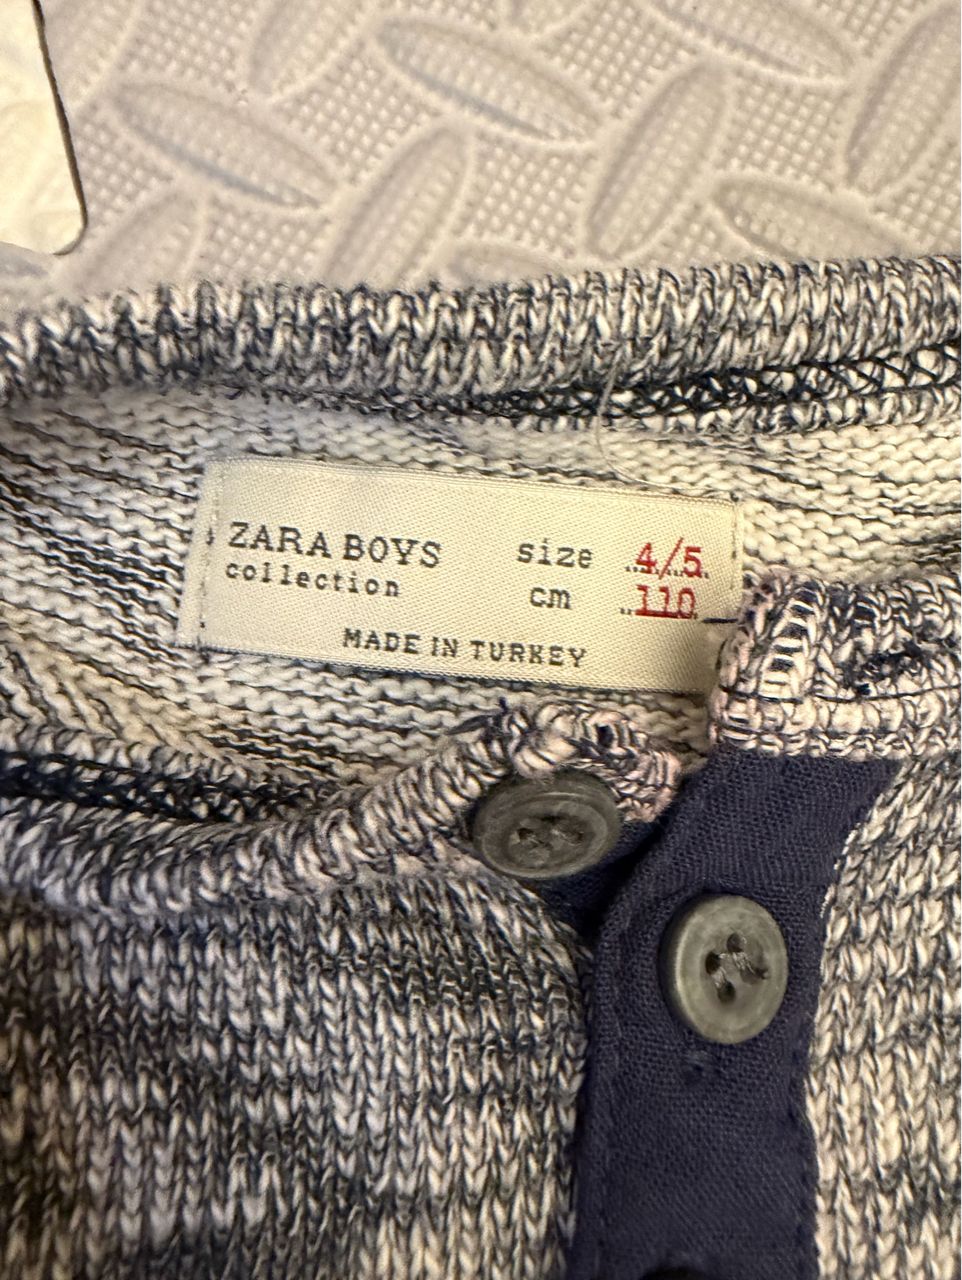 ZARA BOYS size 4/5
collection cm 110
MADE IN TURKEY